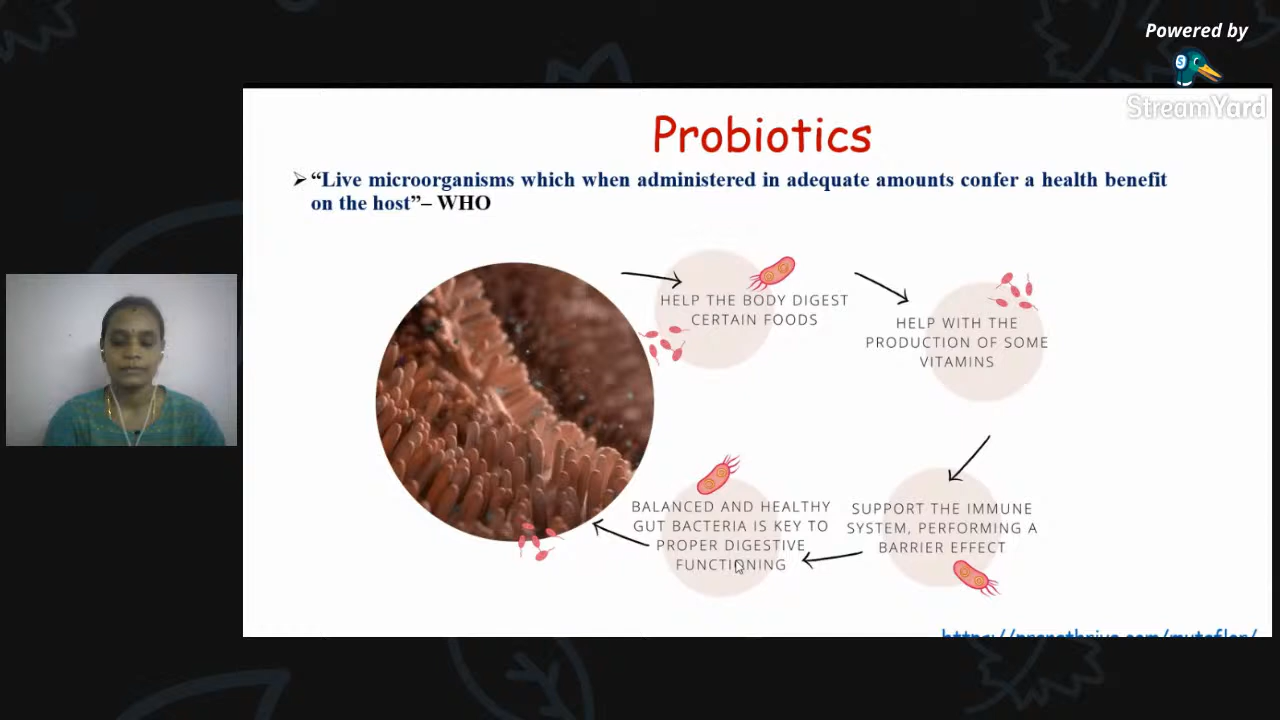 Powered by
StreamYard
Probiotics
➢ “Live microorganisms which when administered in adequate amounts confer a health benefit
on the host”– WHO
HELP THE BODY DIGEST
CERTAIN FOODS
HELP WITH THE
PRODUCTION OF SOME
VITAMINS
SUPPORT THE IMMUNE
SYSTEM, PERFORMING A
BARRIER EFFECT
BALANCED AND HEALTHY
GUT BACTERIA IS KEY TO
PROPER DIGESTIVE
FUNCTIONING